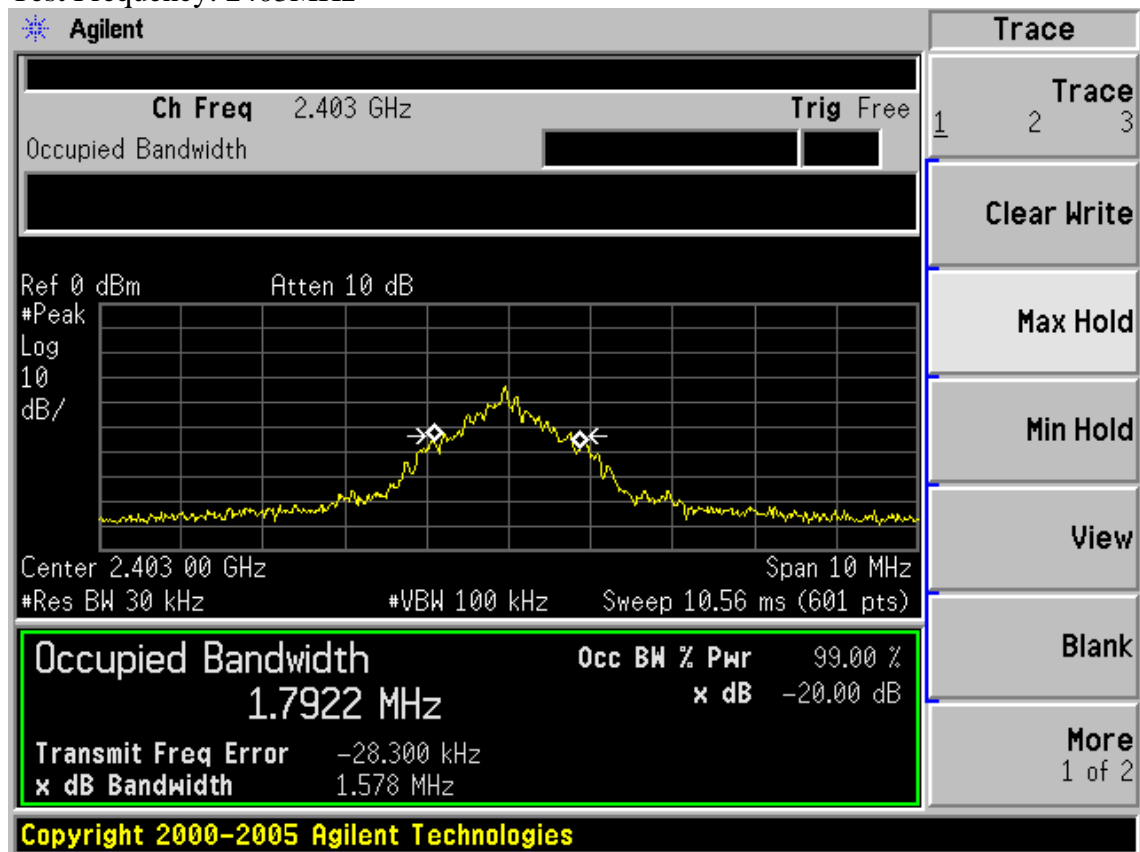 Agilent
Trace
Ch Freq 2.403 GHz
Trig Free
Occupied Bandwidth
Trace
1 2 3
Clear Write
Max Hold
Min Hold
View
Blank
More
1 of 2
Ref 0 dBm
Atten 10 dB
#Peak
Log
10
dB/
Center 2.403 00 GHz
Span 10 MHz
#Res BW 30 kHz
#VBW 100 kHz
Sweep 10.56 ms (601 pts)
Occupied Bandwidth
1.7922 MHz
Occ BW % Pwr 99.00 %
x dB -20.00 dB
Transmit Freq Error -28.300 kHz
x dB Bandwidth 1.578 MHz
Copyright 2000-2005 Agilent Technologies